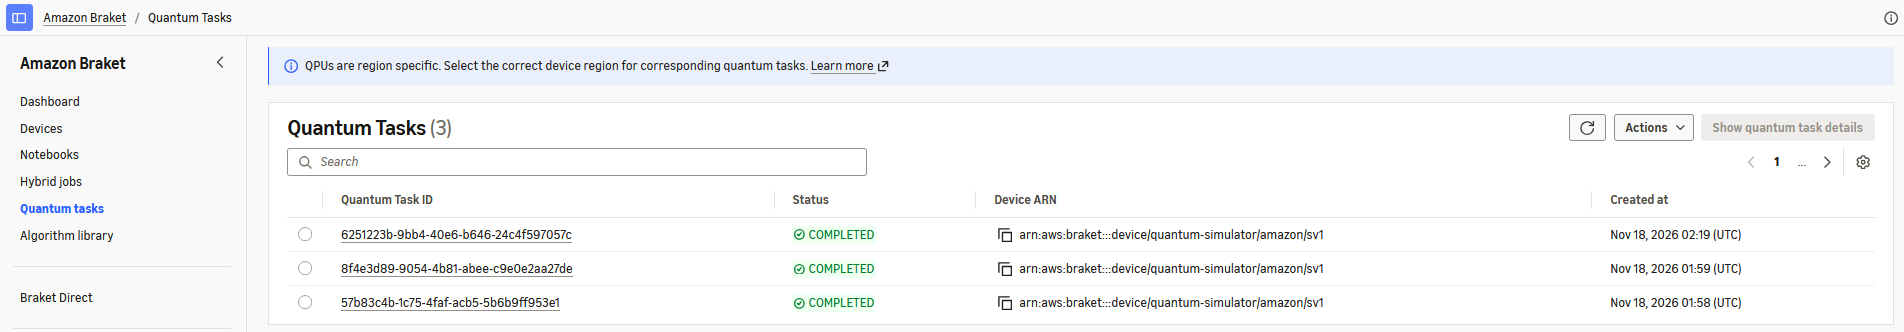 Amazon Braket / Quantum Tasks
Amazon Braket
Dashboard
Devices
Notebooks
Hybrid jobs
Quantum tasks
Algorithm library
Braket Direct
QPUs are region specific. Select the correct device region for corresponding quantum tasks. Learn more
Quantum Tasks (3)
Actions
Show quantum task details
Search
1 ...
Quantum Task ID Status Device ARN Created at
6251223b-9bb4-40e6-b646-24c4f597057c COMPLETED arn:aws:braket:::device/quantum-simulator/amazon/sv1 Nov 18, 2026 02:19 (UTC)
8f4e3d89-9054-4b81-abee-c9e0e2aa27de COMPLETED arn:aws:braket:::device/quantum-simulator/amazon/sv1 Nov 18, 2026 01:59 (UTC)
57b83c4b-1c75-4faf-acb5-5b6b9ff953e1 COMPLETED arn:aws:braket:::device/quantum-simulator/amazon/sv1 Nov 18, 2026 01:58 (UTC)